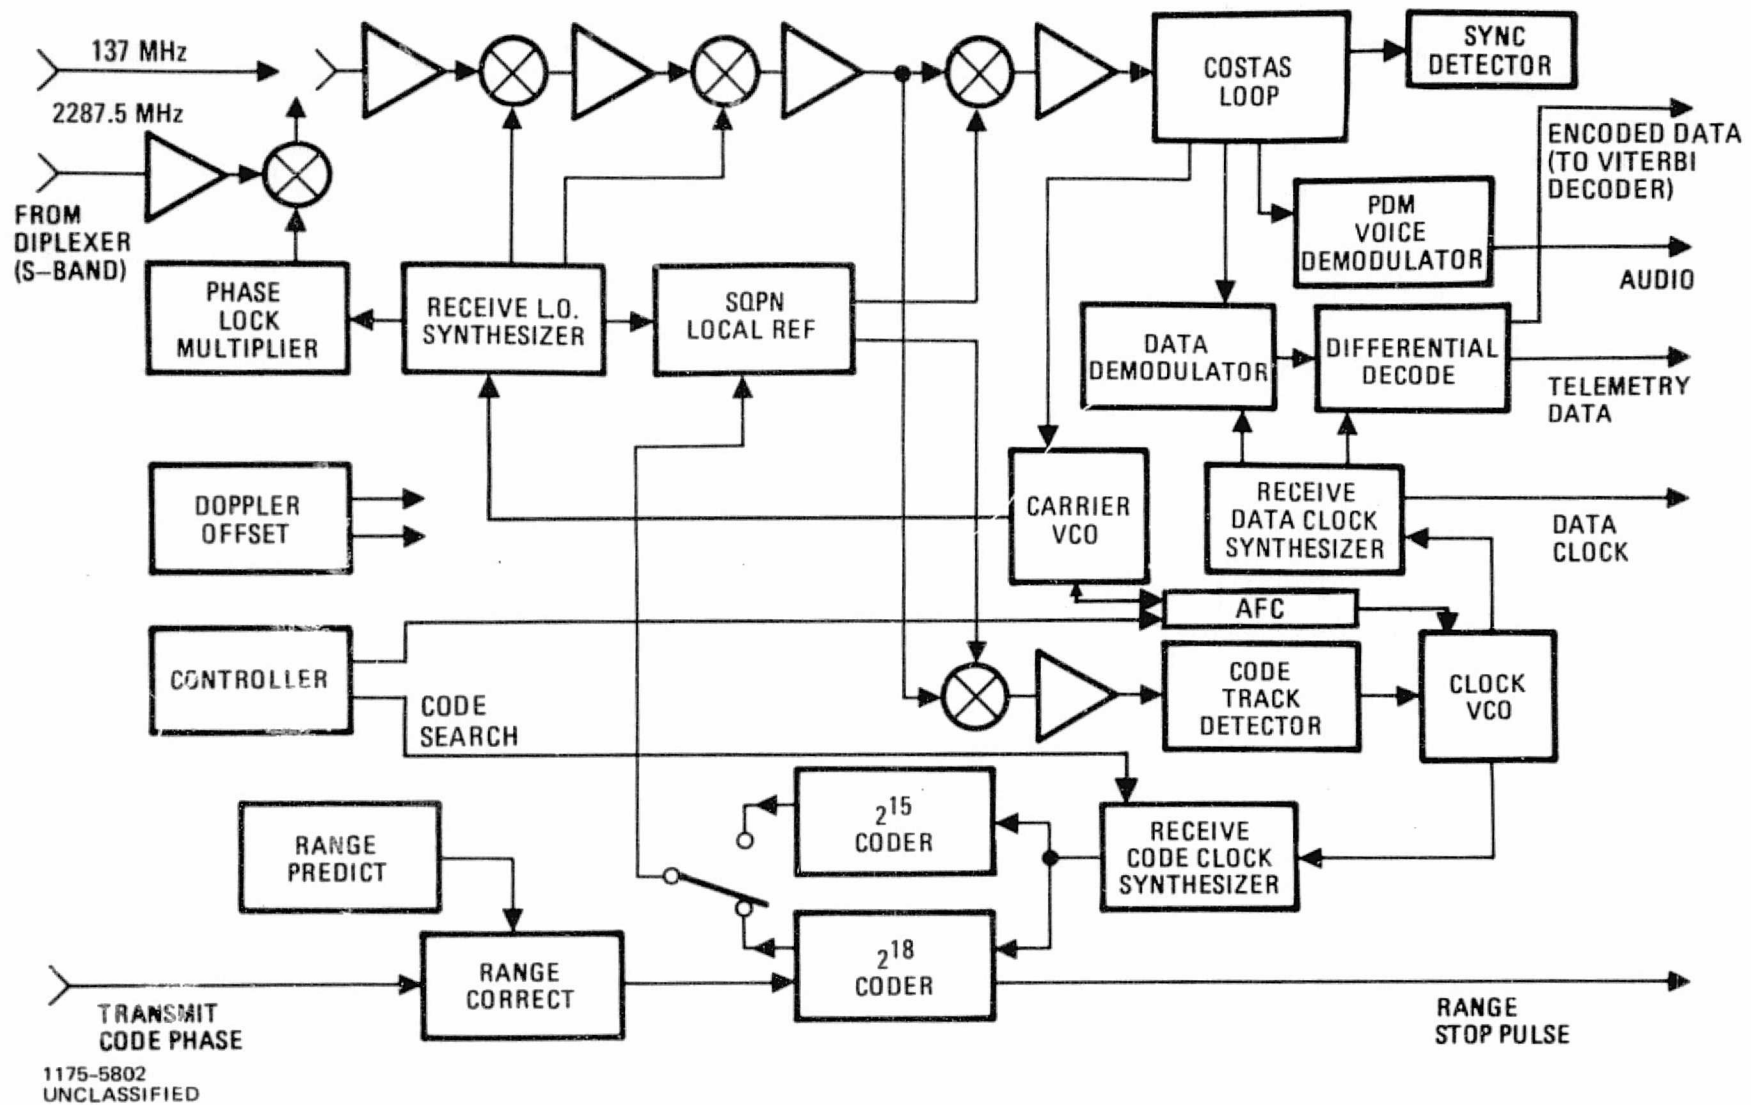 137 MHz
2287.5 MHz
FROM
DIPLEXER
(S-BAND)
COSTAS
LOOP
SYNC
DETECTOR
ENCODED DATA
(TO VITERBI
DECODER)
PDM
VOICE
DEMODULATOR
AUDIO
PHASE
LOCK
MULTIPLIER
RECEIVE L.O.
SYNTHESIZER
SQPN
LOCAL REF
DATA
DEMODULATOR
DIFFERENTIAL
DECODE
TELEMETRY
DATA
DOPPLER
OFFSET
CARRIER
VCO
RECEIVE
DATA CLOCK
SYNTHESIZER
DATA
CLOCK
AFC
CONTROLLER
CODE
SEARCH
CODE
TRACK
DETECTOR
CLOCK
VCO
RANGE
PREDICT
2^15
CODER
RECEIVE
CODE CLOCK
SYNTHESIZER
RANGE
CORRECT
2^18
CODER
TRANSMIT
CODE PHASE
RANGE
STOP PULSE
1175-5802
UNCLASSIFIED